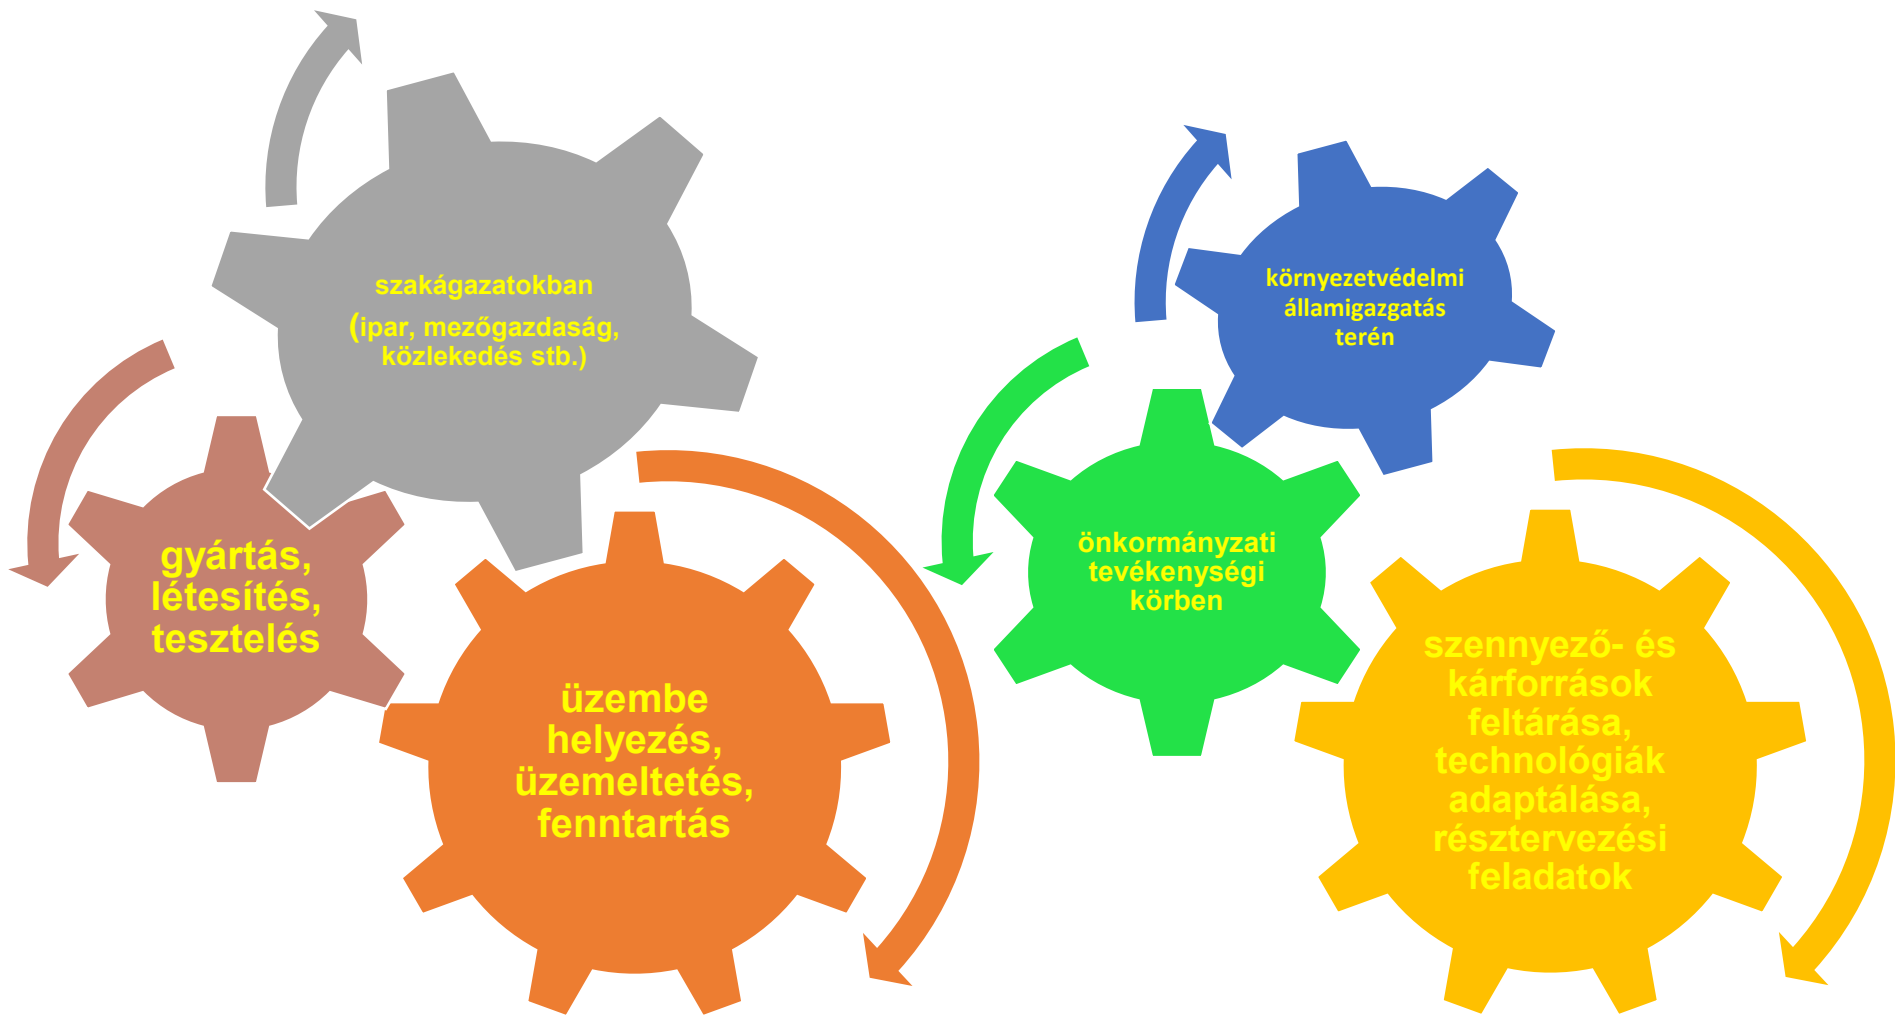 szakágazatokban
(ipar, mezőgazdaság,
közlekedés stb.)
gyártás,
létesítés,
tesztelés
üzembe
helyezés,
üzemeltetés,
fenntartás
környezetvédelmi
államigazgatás
terén
önkormányzati
tevékenységi
körben
szennyező- és
kárforrások
feltárása,
technológiák
adaptálása,
résztervezési
feladatok